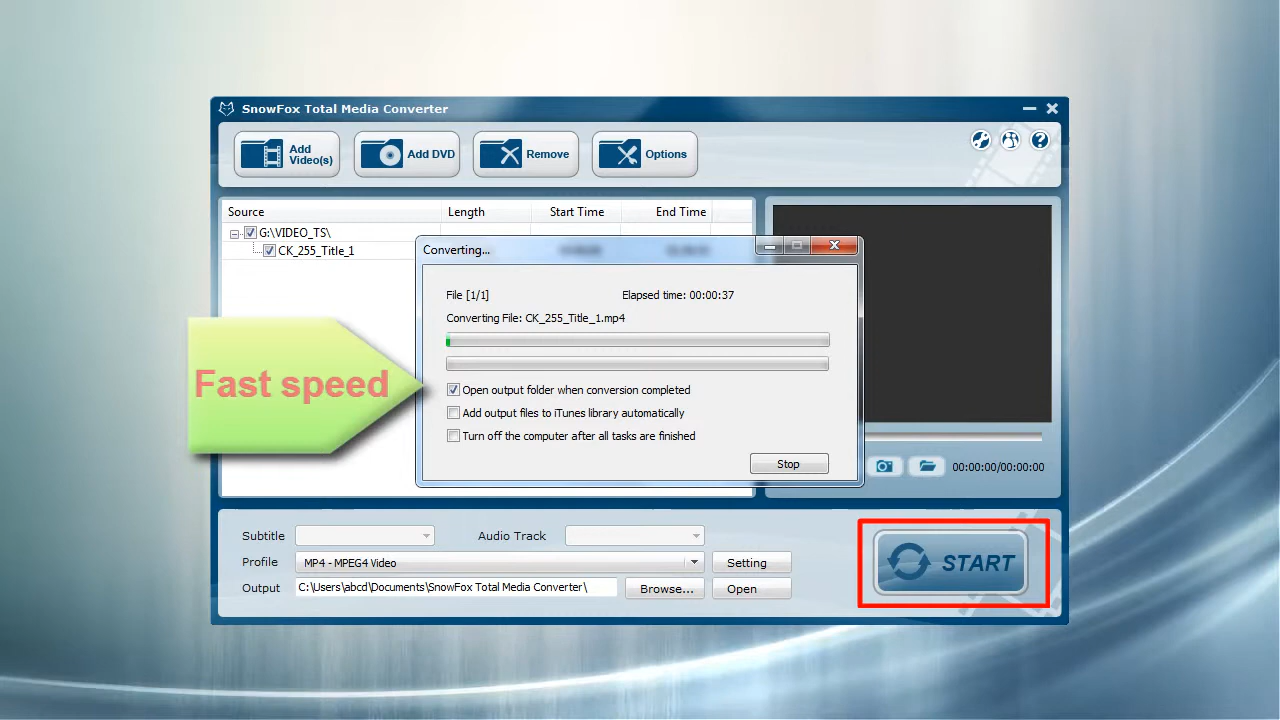 SnowFox Total Media Converter
Add
Video(s)
Add DVD
Remove
Options
Source
Length
Start Time
End Time
G:\VIDEO_TS\
CK_255_Title_1
Converting...
File [1/1]
Elapsed time: 00:00:37
Converting File: CK_255_Title_1.mp4
Fast speed
Open output folder when conversion completed
Add output files to iTunes library automatically
Turn off the computer after all tasks are finished
Stop
00:00:00/00:00:00
Subtitle
Audio Track
Profile
MP4 - MPEG4 Video
Setting
Output
C:\Users\abcd\Documents\SnowFox Total Media Converter\
Browse...
Open
START